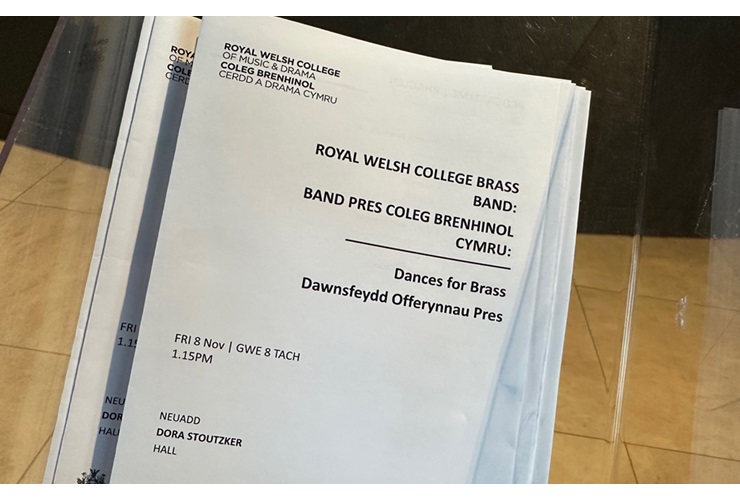 ROYAL WELSH COLLEGE
OF MUSIC & DRAMA
COLEG BRENHINOL
CERDD A DRAMA CYMRU
ROYAL WELSH COLLEGE BRASS
BAND:
BAND PRES COLEG BRENHINOL
CYMRU:
Dances for Brass
Dawnsfeydd Offerynnau Pres
FRI 8 Nov | GWE 8 TACH
1.15PM
NEUADD
DORA STOUTZKER
HALL